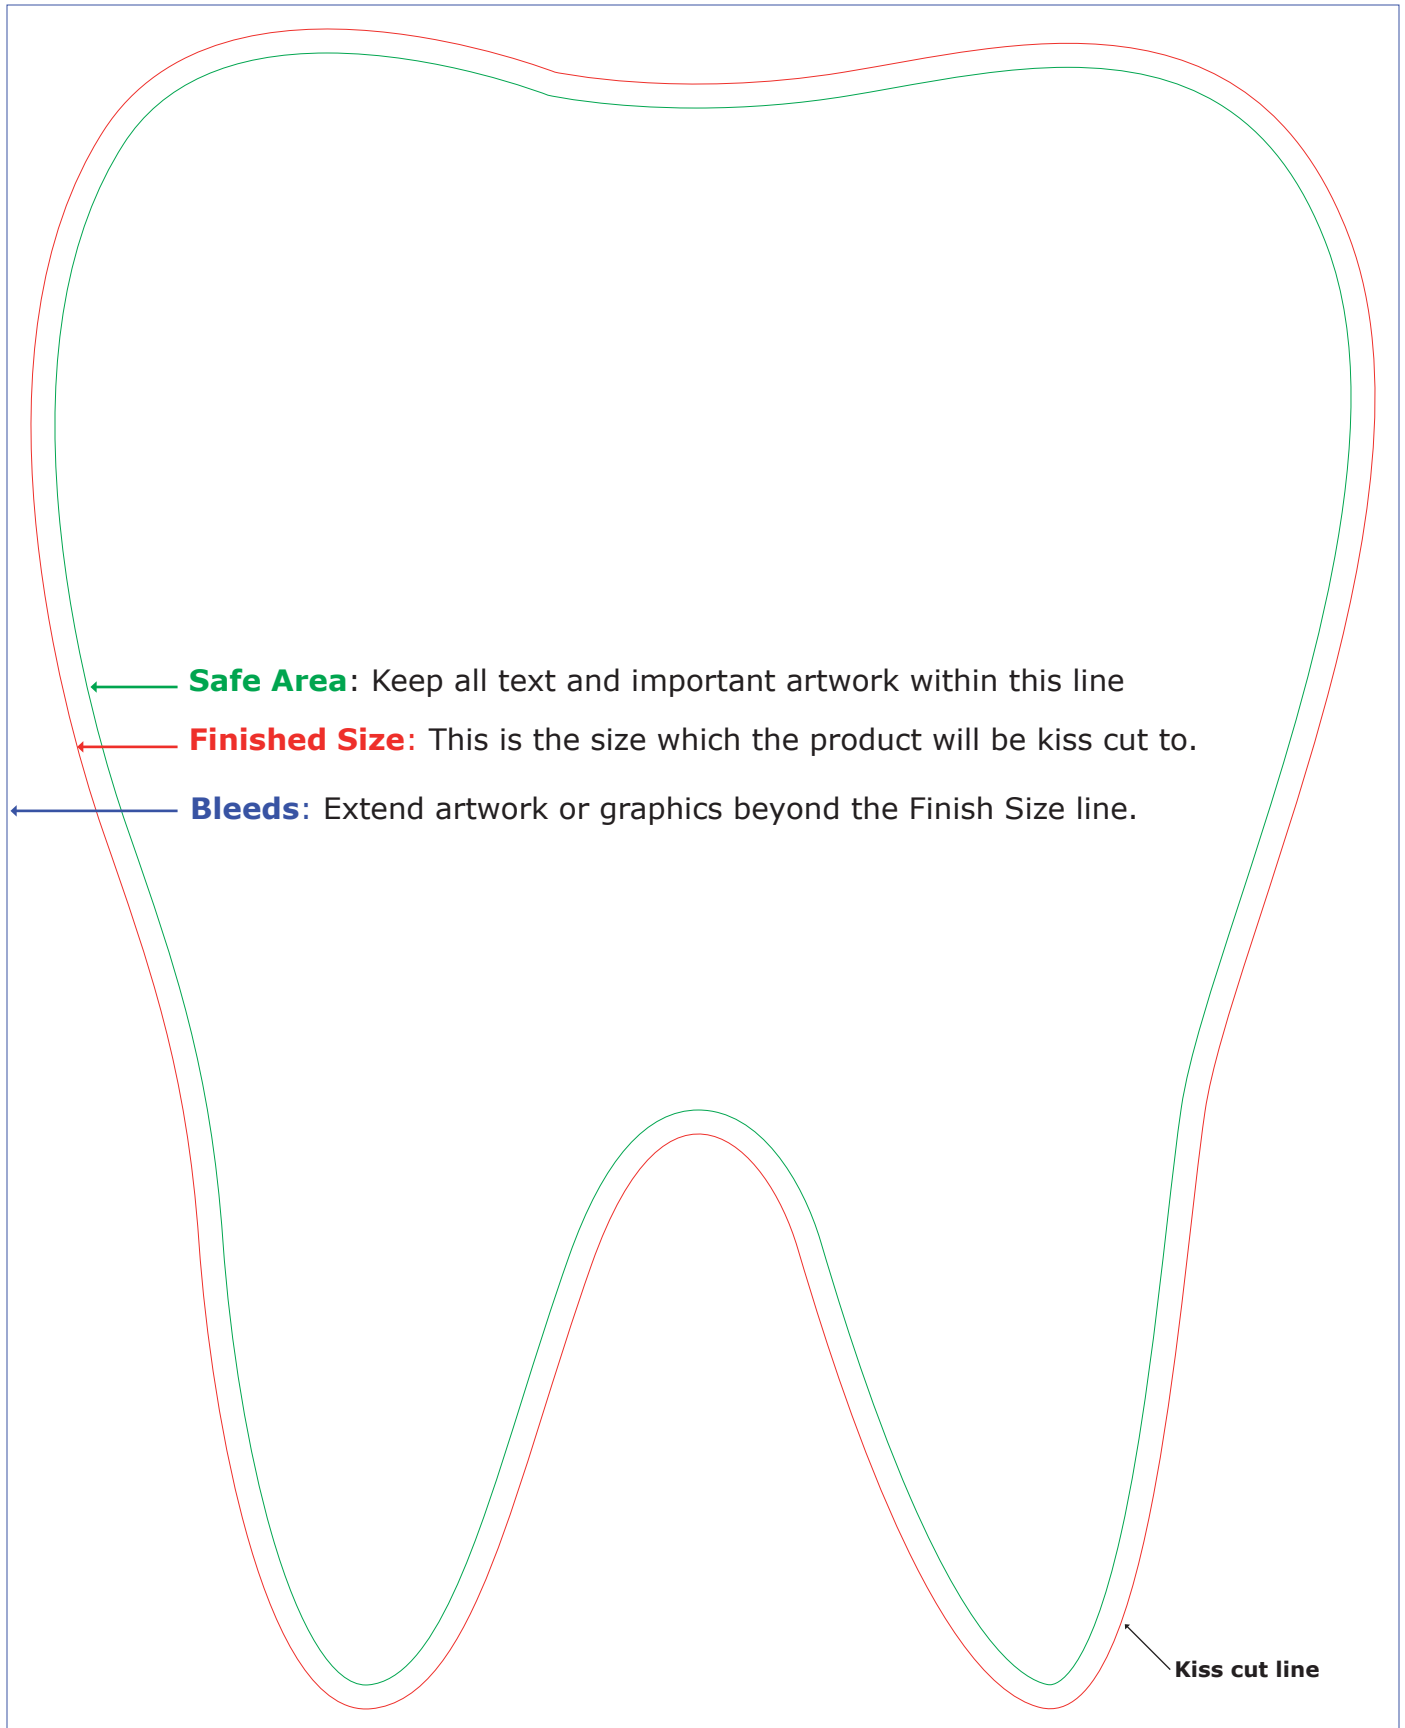 Safe Area: Keep all text and important artwork within this line
Finished Size: This is the size which the product will be kiss cut to.
Bleeds: Extend artwork or graphics beyond the Finish Size line.
Kiss cut line